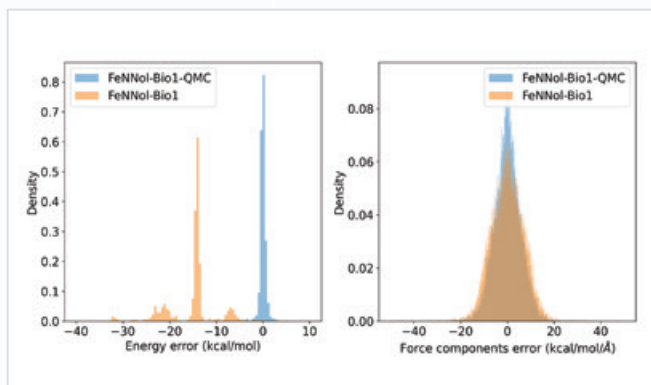 FeNNol-Bio1-QMC
FeNNol-Bio1
0.8
0.7
0.6
0.5
0.4
0.3
0.2
0.1
0.0
Density
−40 −30 −20 −10 0 10
Energy error (kcal/mol)
FeNNol-Bio1-QMC
FeNNol-Bio1
0.08
0.06
0.04
0.02
0.00
Density
−40 −20 0 20 40
Force components error (kcal/mol/Å)